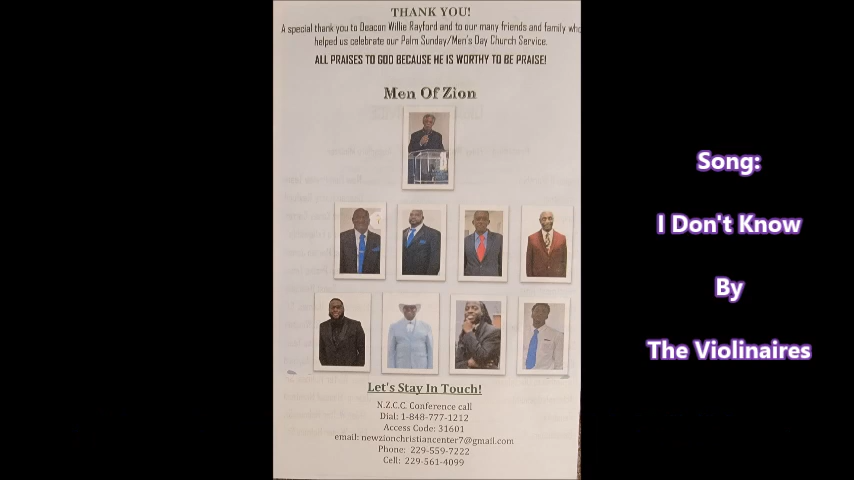 THANK YOU!
A special thank you to Deacon Willie Rayford and to our many friends and family who
helped us celebrate our Palm Sunday/Men's Day Church Service.
ALL PRAISES TO GOD BECAUSE HE IS WORTHY TO BE PRAISE!
Men Of Zion
Let's Stay In Touch!
N.Z.C.C. Conference call
Dial: 1-848-777-1212
Access Code: 31601
email: newzionchristiancenter7@gmail.com
Phone: 229-559-7222
Cell: 229-561-4099
Song:
I Don't Know
By
The Violinaires